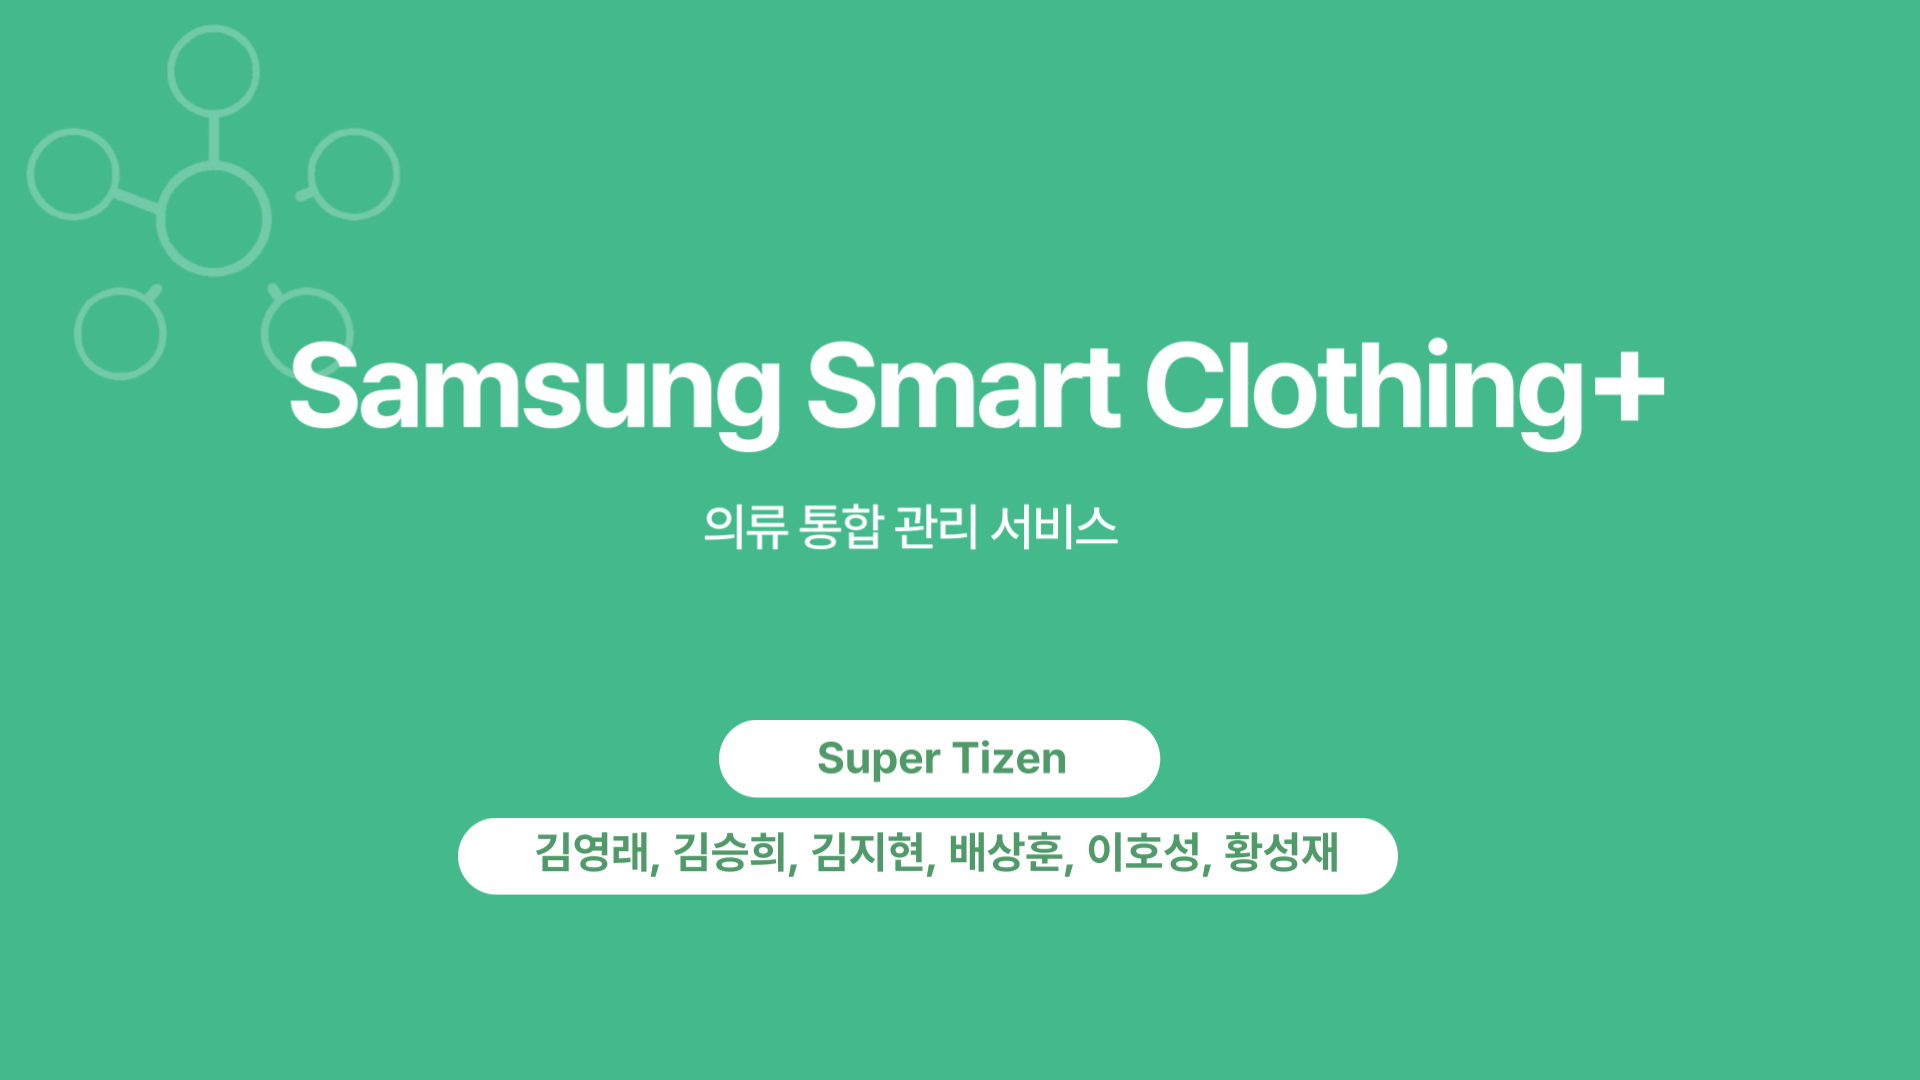 Samsung Smart Clothing+
의류 통합 관리 서비스
Super Tizen
김영래, 김승희, 김지현, 배상훈, 이호성, 황성재